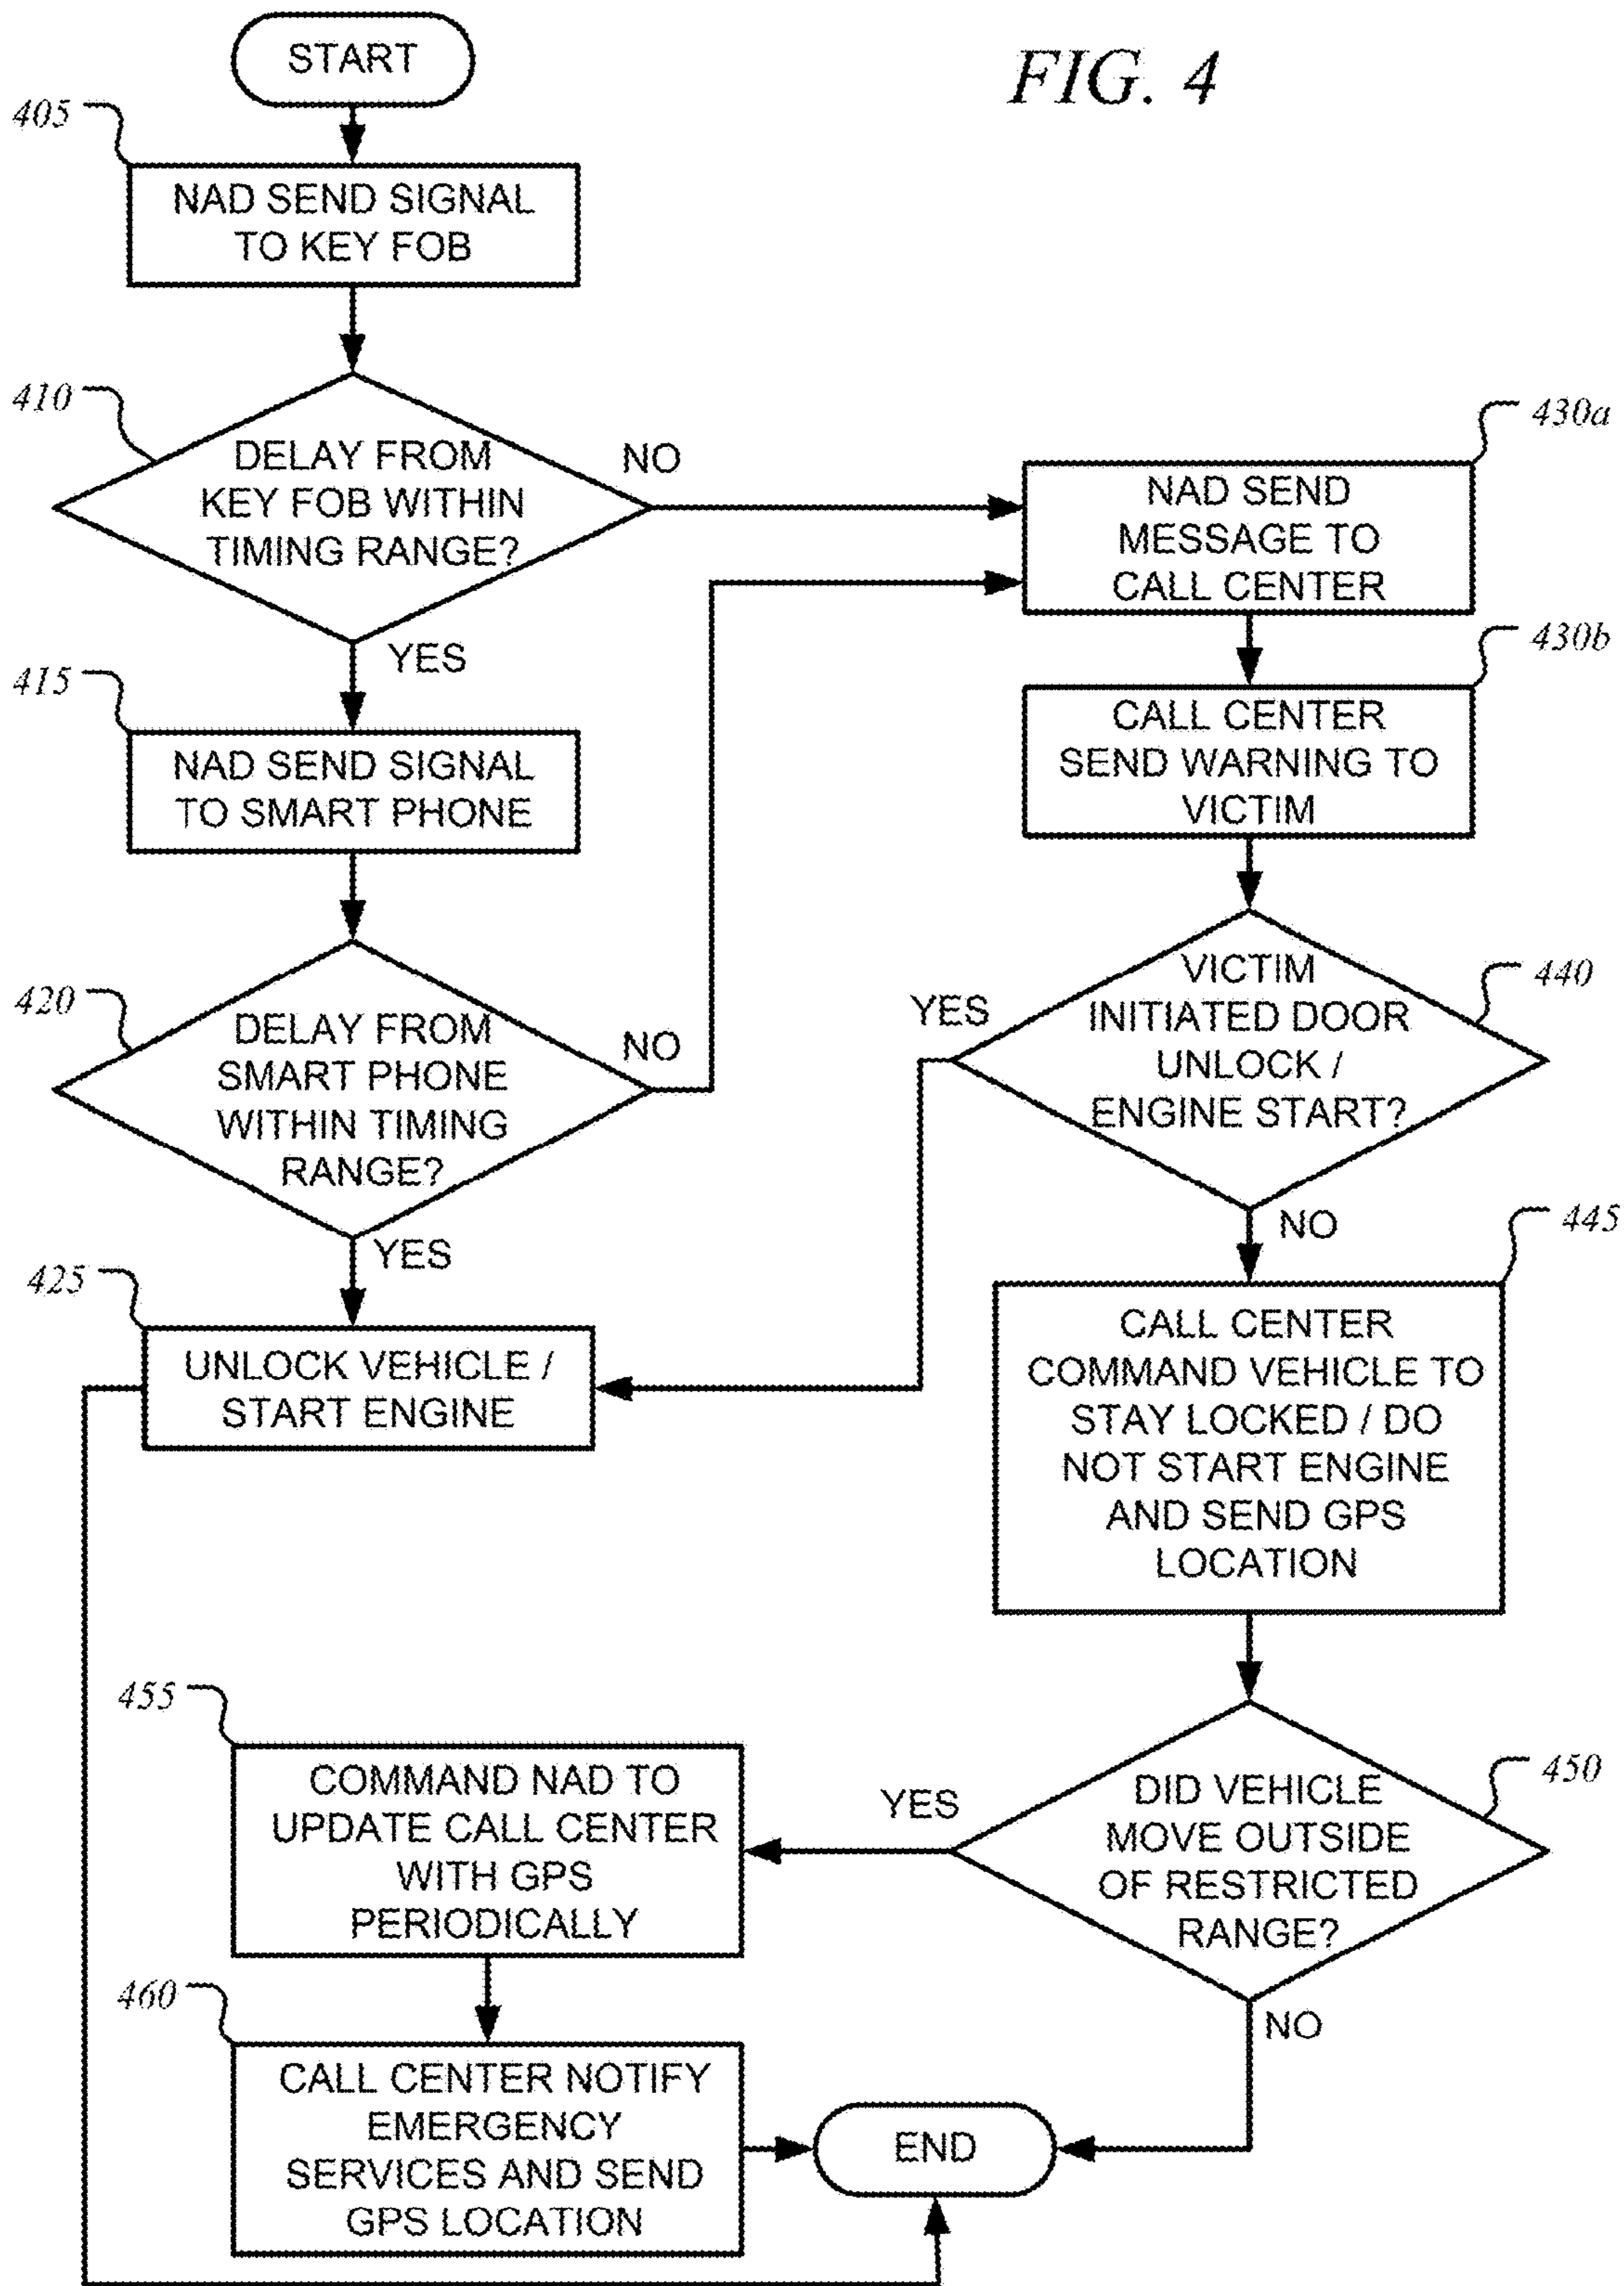 START
FIG. 4
405
NAD SEND SIGNAL
TO KEY FOB
410
DELAY FROM
KEY FOB WITHIN
TIMING RANGE?
NO
YES
430a
NAD SEND
MESSAGE TO
CALL CENTER
415
NAD SEND SIGNAL
TO SMART PHONE
430b
CALL CENTER
SEND WARNING TO
VICTIM
420
DELAY FROM
SMART PHONE
WITHIN TIMING
RANGE?
NO
YES
440
VICTIM
INITIATED DOOR
UNLOCK /
ENGINE START?
YES
NO
425
UNLOCK VEHICLE /
START ENGINE
445
CALL CENTER
COMMAND VEHICLE TO
STAY LOCKED / DO
NOT START ENGINE
AND SEND GPS
LOCATION
450
DID VEHICLE
MOVE OUTSIDE
OF RESTRICTED
RANGE?
YES
NO
455
COMMAND NAD TO
UPDATE CALL CENTER
WITH GPS
PERIODICALLY
460
CALL CENTER NOTIFY
EMERGENCY
SERVICES AND SEND
GPS LOCATION
END